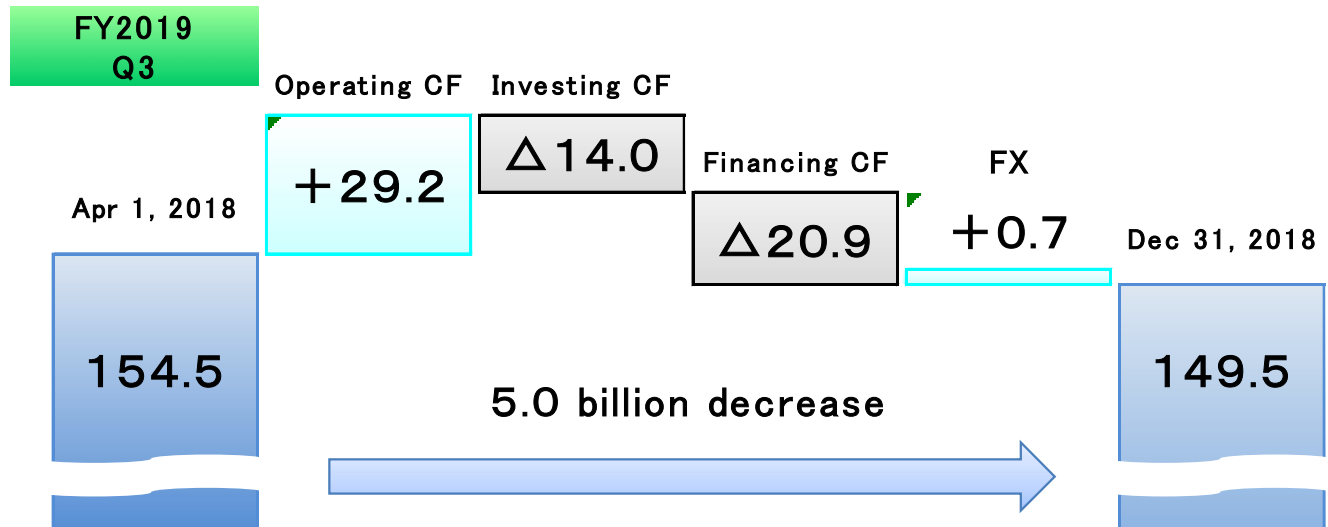 FY2019
Q3
Operating CF
Investing CF
＋29.2
△14.0
Financing CF
FX
Apr 1, 2018
△20.9
＋0.7
Dec 31, 2018
154.5
149.5
5.0 billion decrease